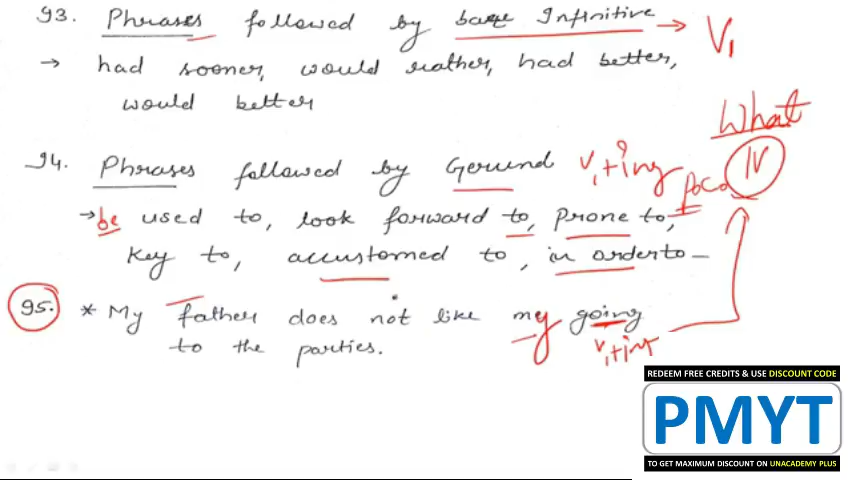 93. Phrases followed by bare Infinitive → V1
→ had sooner, would rather, had better,
would better
What
94. Phrases followed by Gerund V1+ing
IV
→ be used to, look forward to, Prone to,
Key to, accustomed to, in order to –
95. * My father does not like my going
to the parties.
V1+ing
REDEEM FREE CREDITS & USE DISCOUNT CODE
PMYT
TO GET MAXIMUM DISCOUNT ON UNACADEMY PLUS